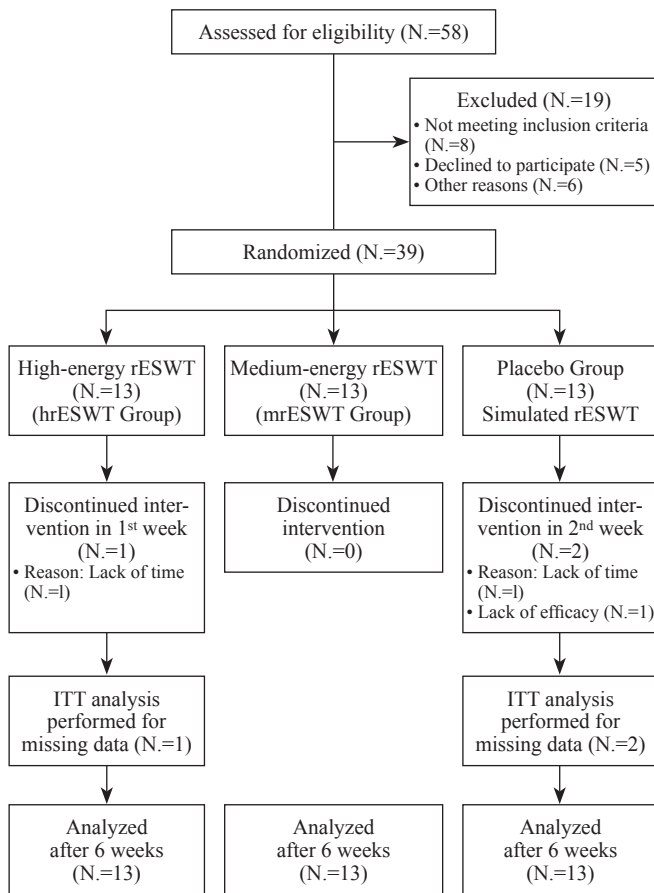 Assessed for eligibility (N.=58)
Excluded (N.=19)
• Not meeting inclusion criteria
(N.=8)
• Declined to participate (N.=5)
• Other reasons (N.=6)
Randomized (N.=39)
High-energy rESWT
(N.=13)
(hrESWT Group)
Medium-energy rESWT
(N.=13)
(mrESWT Group)
Placebo Group
(N.=13)
Simulated rESWT
Discontinued inter-
vention in 1st week
(N.=1)
• Reason: Lack of time
(N.=l)
Discontinued
intervention
(N.=0)
Discontinued inter-
vention in 2nd week
(N.=2)
• Reason: Lack of time
(N.=l)
• Lack of efficacy (N.=1)
ITT analysis
performed for
missing data (N.=1)
ITT analysis
performed for
missing data (N.=2)
Analyzed
after 6 weeks
(N.=13)
Analyzed
after 6 weeks
(N.=13)
Analyzed
after 6 weeks
(N.=13)